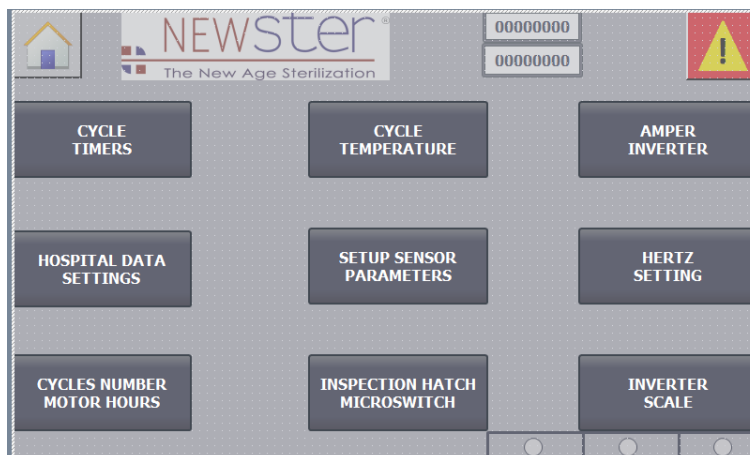 NEWSter®
The New Age Sterilization
00000000
00000000
!
CYCLE
TIMERS
CYCLE
TEMPERATURE
AMPER
INVERTER
HOSPITAL DATA
SETTINGS
SETUP SENSOR
PARAMETERS
HERTZ
SETTING
CYCLES NUMBER
MOTOR HOURS
INSPECTION HATCH
MICROSWITCH
INVERTER
SCALE